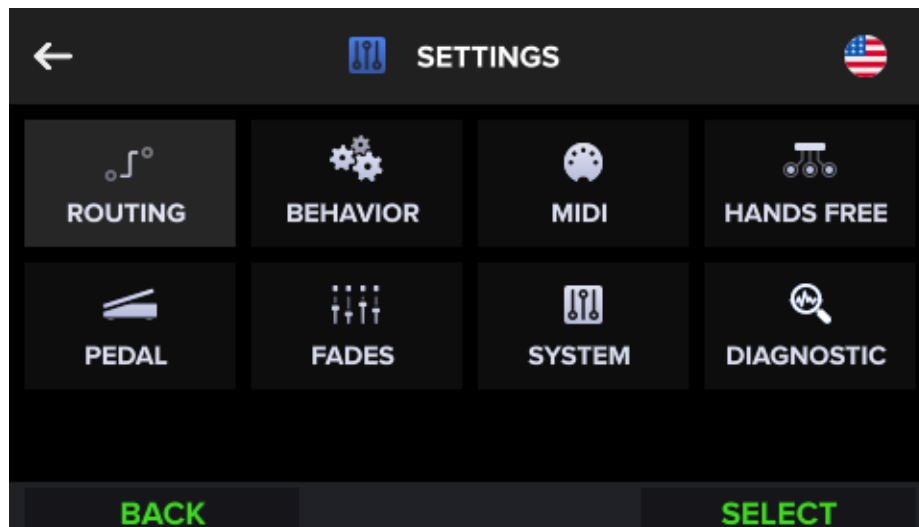 SETTINGS
ROUTING BEHAVIOR MIDI HANDS FREE
PEDAL FADES SYSTEM DIAGNOSTIC
BACK SELECT